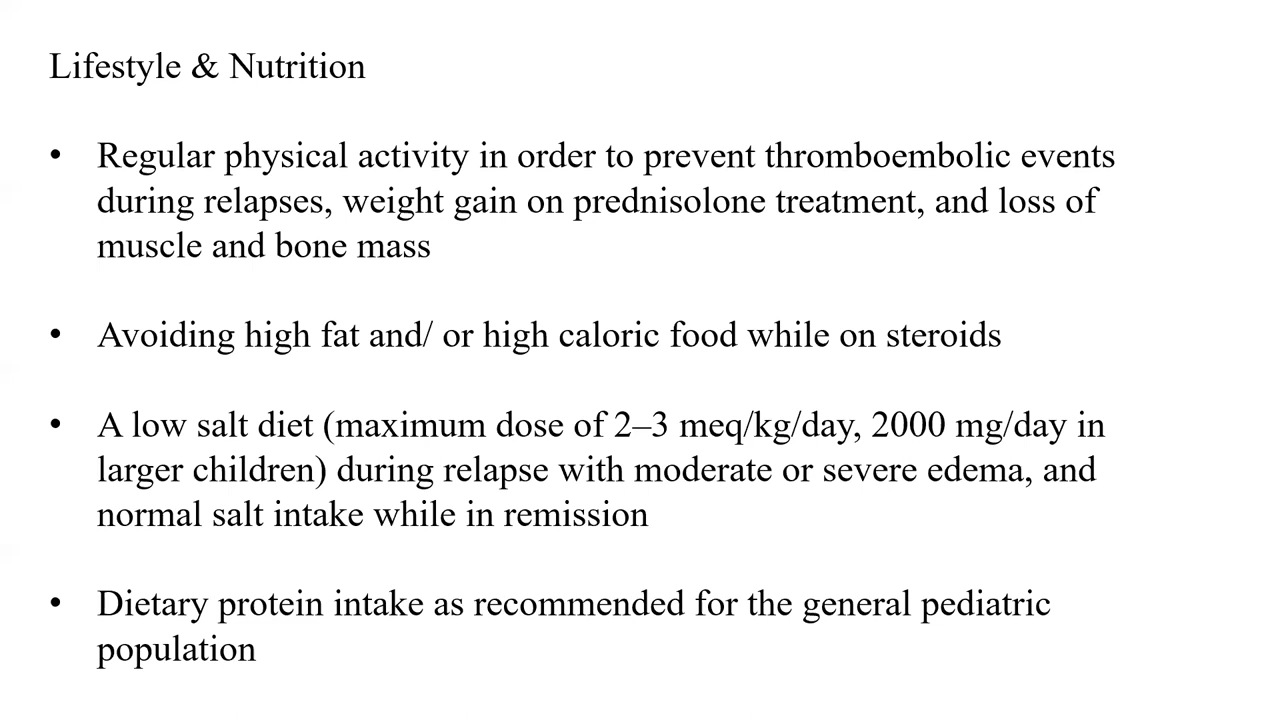 Lifestyle & Nutrition
• Regular physical activity in order to prevent thromboembolic events
during relapses, weight gain on prednisolone treatment, and loss of
muscle and bone mass
• Avoiding high fat and/ or high caloric food while on steroids
• A low salt diet (maximum dose of 2–3 meq/kg/day, 2000 mg/day in
larger children) during relapse with moderate or severe edema, and
normal salt intake while in remission
• Dietary protein intake as recommended for the general pediatric
population